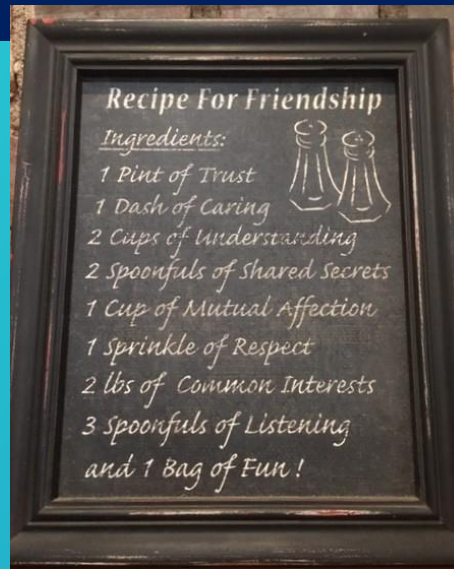 Recipe For Friendship
Ingredients:
1 Pint of Trust
1 Dash of Caring
2 Cups of Understanding
2 Spoonfuls of Shared Secrets
1 Cup of Mutual Affection
1 Sprinkle of Respect
2 lbs of Common Interests
3 Spoonfuls of Listening
and 1 Bag of Fun!